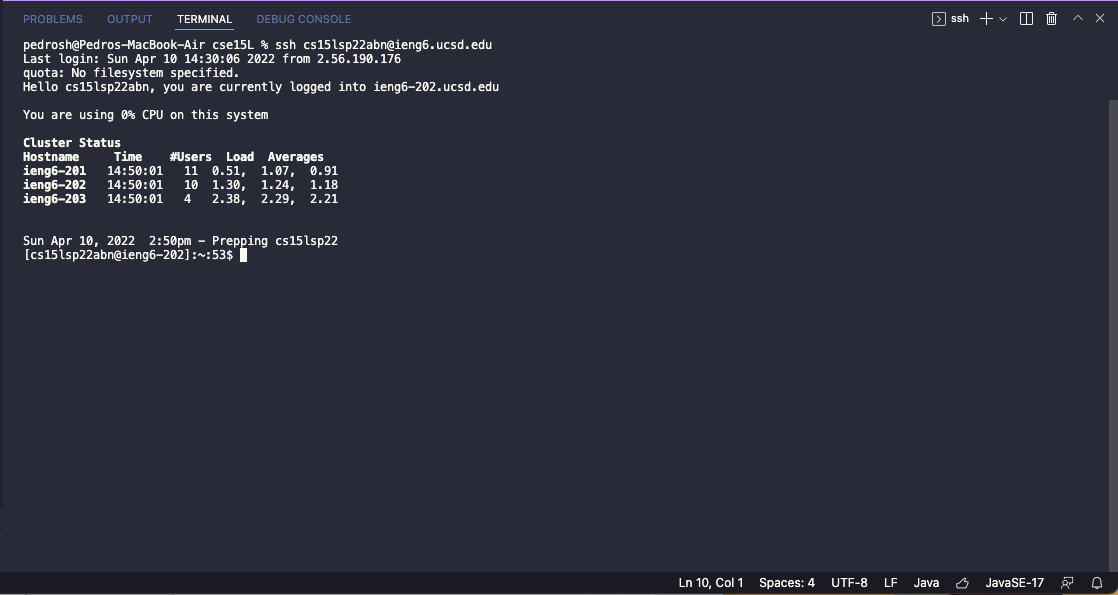 PROBLEMS OUTPUT TERMINAL DEBUG CONSOLE ssh
pedrosh@Pedros-MacBook-Air cse15L % ssh cs15lsp22abn@ieng6.ucsd.edu
Last login: Sun Apr 10 14:30:06 2022 from 2.56.190.176
quota: No filesystem specified.
Hello cs15lsp22abn, you are currently logged into ieng6-202.ucsd.edu
You are using 0% CPU on this system
Cluster Status
Hostname     Time    #Users  Load  Averages
ieng6-201   14:50:01   11  0.51,  1.07,  0.91
ieng6-202   14:50:01   10  1.30,  1.24,  1.18
ieng6-203   14:50:01   4   2.38,  2.29,  2.21
Sun Apr 10, 2022  2:50pm - Prepping cs15lsp22
[cs15lsp22abn@ieng6-202]:~:53$
Ln 10, Col 1 Spaces: 4 UTF-8 LF Java JavaSE-17